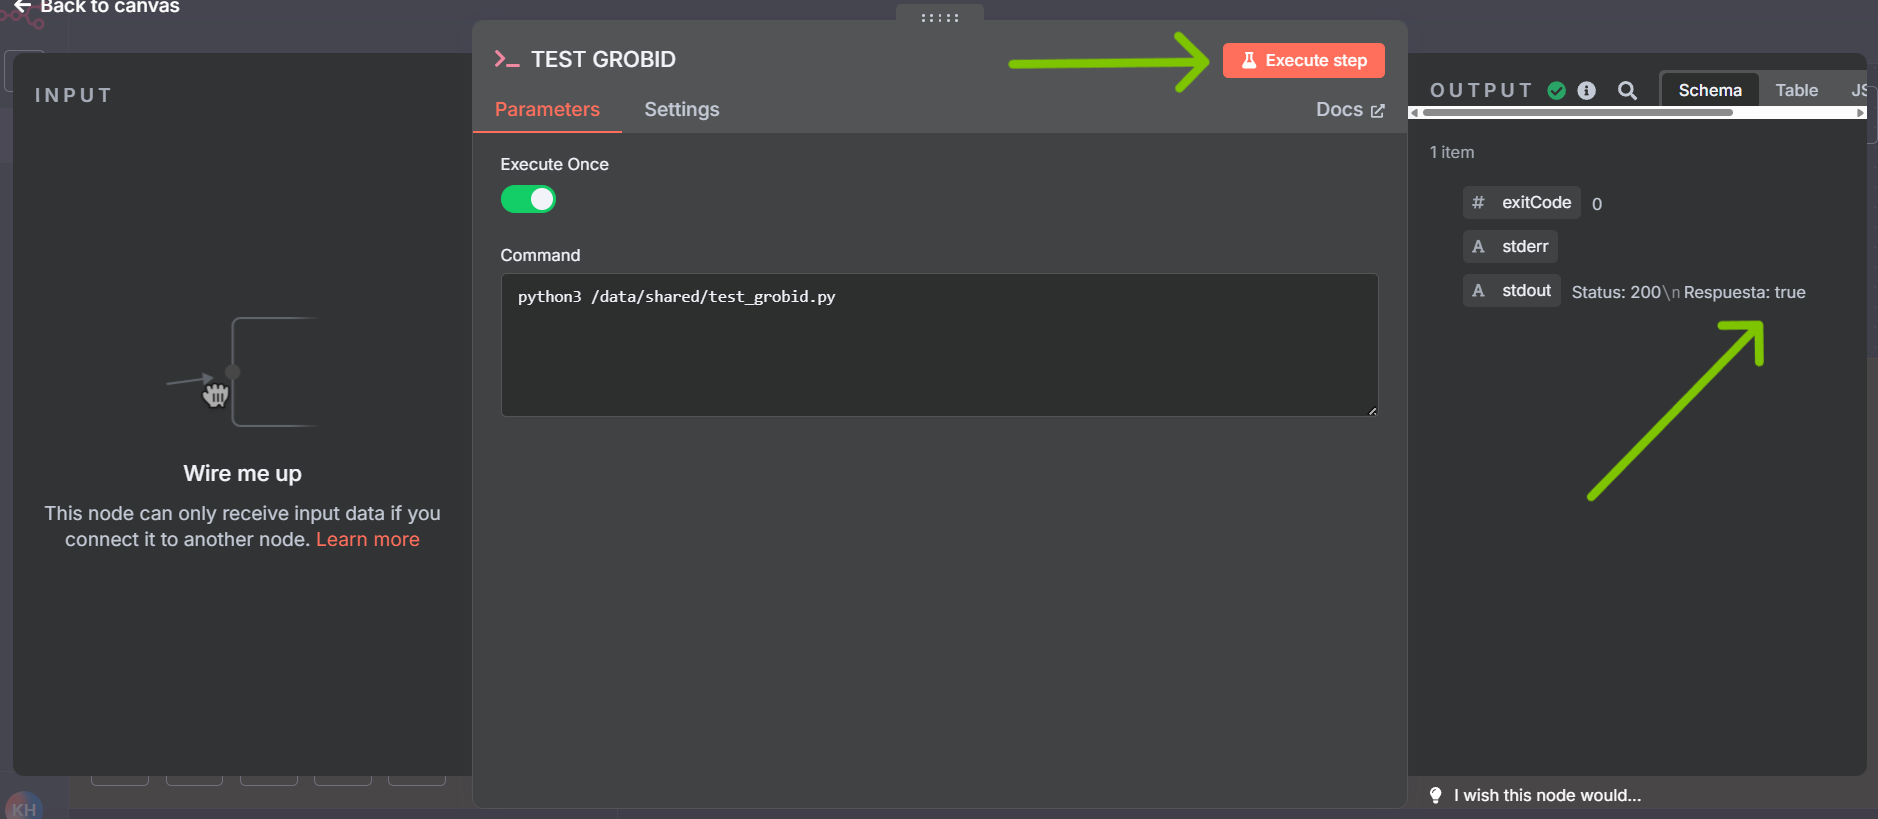 Back to canvas
INPUT
Wire me up
This node can only receive input data if you
connect it to another node. Learn more
TEST GROBID
Execute step
Parameters
Settings
Docs
Execute Once
Command
python3 /data/shared/test_grobid.py
OUTPUT
Schema
Table
JS
1 item
# exitCode 0
A stderr
A stdout Status: 200\nRespuesta: true
I wish this node would...
KH